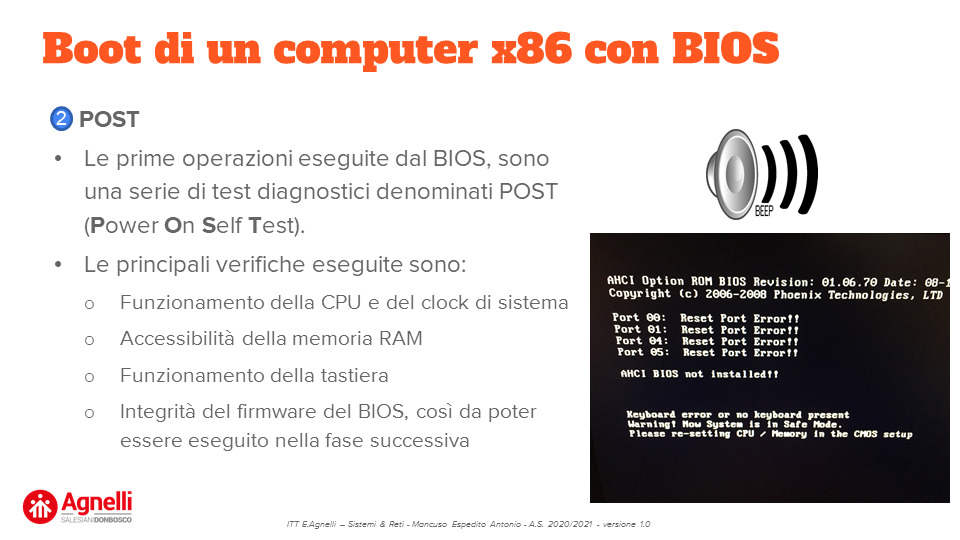 Boot di un computer x86 con BIOS
2 POST
• Le prime operazioni eseguite dal BIOS, sono
una serie di test diagnostici denominati POST
(Power On Self Test).
• Le principali verifiche eseguite sono:
o Funzionamento della CPU e del clock di sistema
o Accessibilità della memoria RAM
o Funzionamento della tastiera
o Integrità del firmware del BIOS, così da poter
essere eseguito nella fase successiva
BEEP
AHCI Option ROM BIOS Revision: 01.06.70 Date: 08-1
Copyright (c) 2006-2008 Phoenix Technologies, LTD
Port 00: Reset Port Error!!
Port 01: Reset Port Error!!
Port 04: Reset Port Error!!
Port 05: Reset Port Error!!
AHCI BIOS not installed!!
Keyboard error or no keyboard present
Warning! Now System is in Safe Mode.
Please re-setting CPU / Memory in the CMOS setup
Agnelli
SALESIANI DONBOSCO
ITT E.Agnelli – Sistemi & Reti - Mancuso Espedito Antonio - A.S. 2020/2021 - versione 1.0